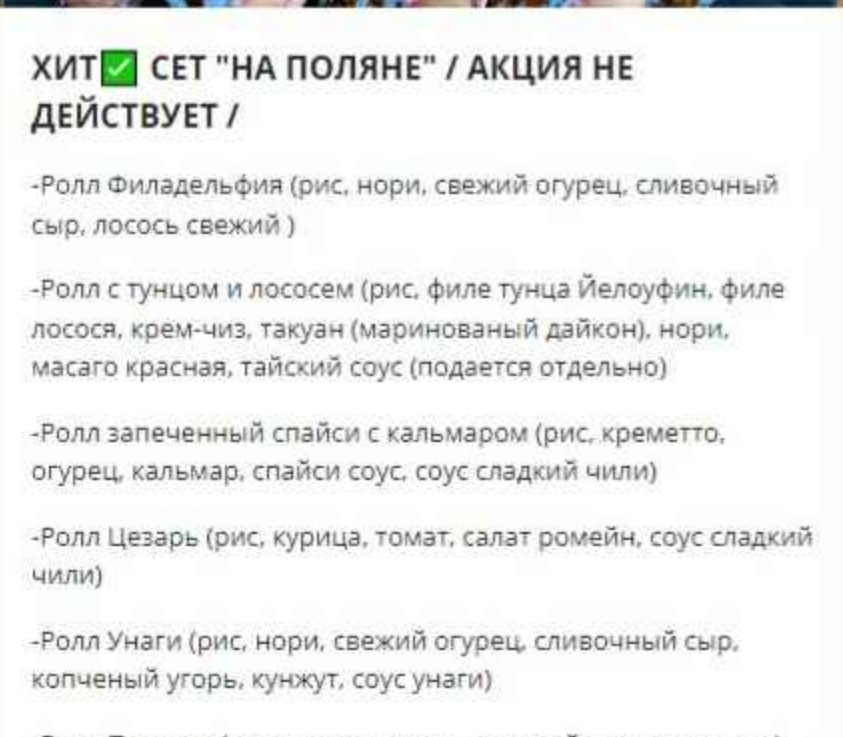 ХИТ✅ СЕТ "НА ПОЛЯНЕ" / АКЦИЯ НЕ
ДЕЙСТВУЕТ /
-Ролл Филадельфия (рис, нори, свежий огурец, сливочный
сыр, лосось свежий )
-Ролл с тунцом и лососем (рис, филе тунца Йелоуфин, филе
лосося, крем-чиз, такуан (маринованый дайкон), нори,
масаго красная, тайский соус (подается отдельно)
-Ролл запеченный спайси с кальмаром (рис, креметто,
огурец, кальмар, спайси соус, соус сладкий чили)
-Ролл Цезарь (рис, курица, томат, салат ромейн, соус сладкий
чили)
-Ролл Унаги (рис, нори, свежий огурец, сливочный сыр,
копченый угорь, кунжут, соус унаги)